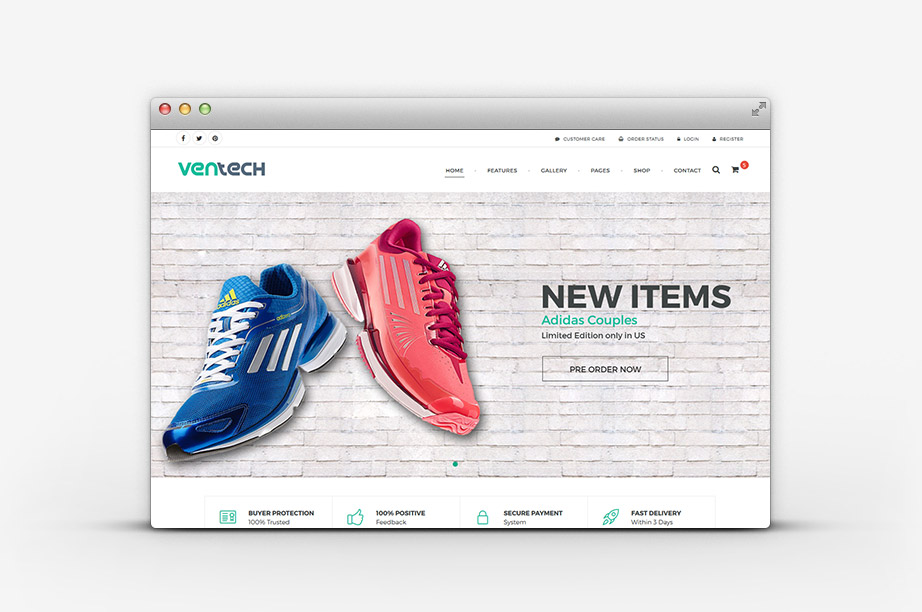 CUSTOMER CARE ORDER STATUS LOGIN REGISTER
VENTECH
HOME FEATURES GALLERY PAGES SHOP CONTACT 5
adidas
NEW ITEMS
Adidas Couples
Limited Edition only in US
PRE ORDER NOW
BUYER PROTECTION
100% Trusted
100% POSITIVE
Feedback
SECURE PAYMENT
System
FAST DELIVERY
Within 3 Days